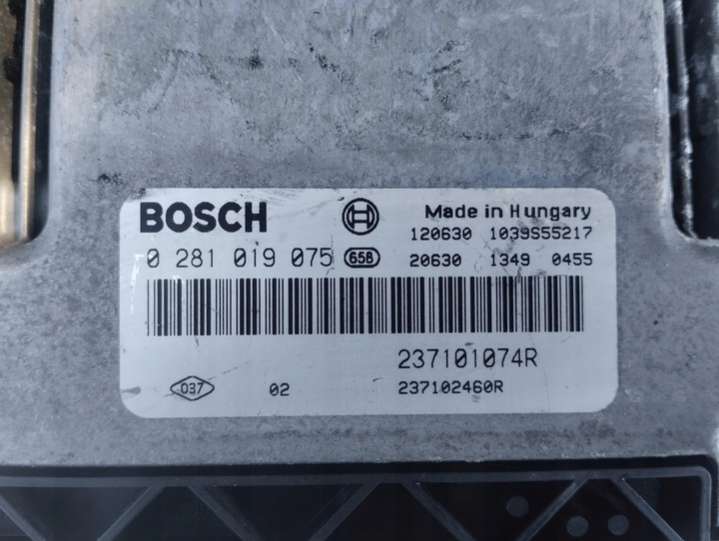 BOSCH Made in Hungary
120630 1039S55217
0 281 019 075 658 20630 1349 0455
237101074R
037 02 237102460R